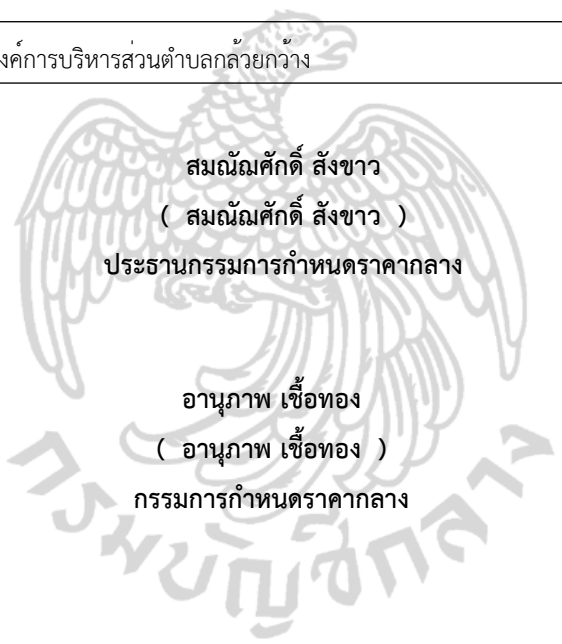 งค์การบริหารส่วนตำบลกล้วยกว้าง
สมณัฒศักดิ์ สังขาว
( สมณัฒศักดิ์ สังขาว )
ประธานกรรมการกำหนดราคากลาง
อานุภาพ เชื้อทอง
( อานุภาพ เชื้อทอง )
กรรมการกำหนดราคากลาง
กรมบัญชีกลาง